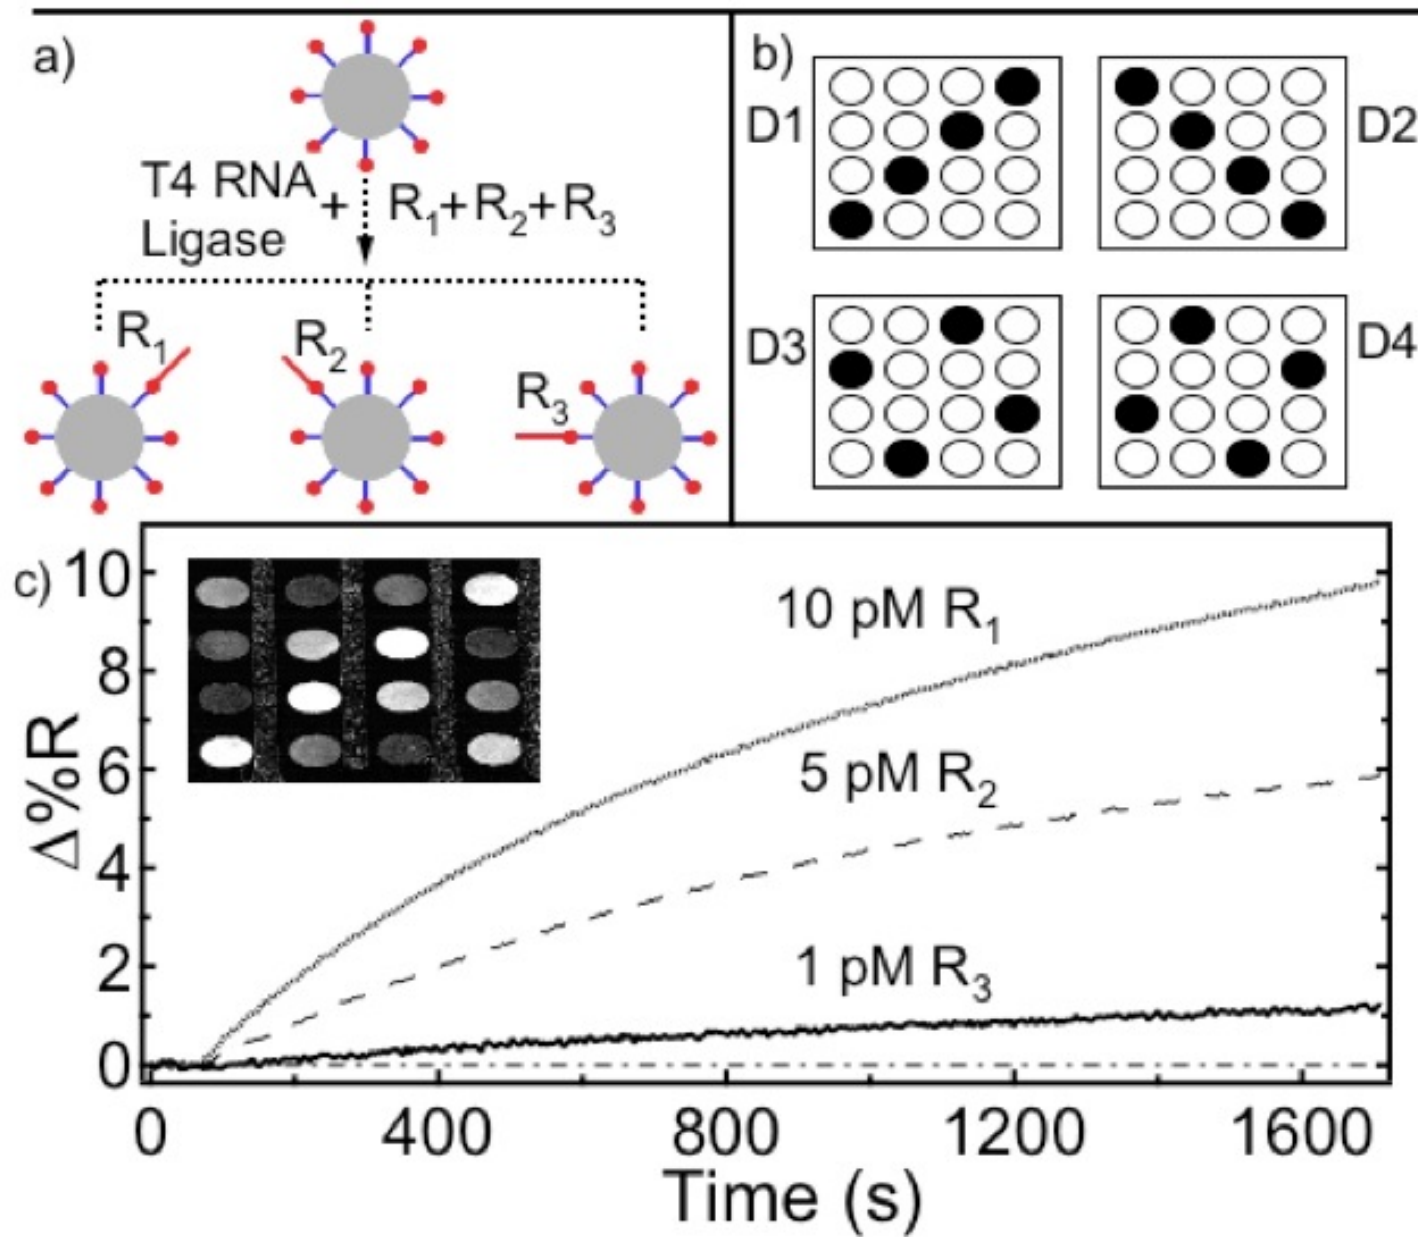 a)
T4 RNA
Ligase
+
R1+R2+R3
R1
R2
R3
b)
D1
D2
D3
D4
c)
10
8
6
4
2
0
Δ%R
10 pM R1
5 pM R2
1 pM R3
0
400
800
1200
1600
Time (s)